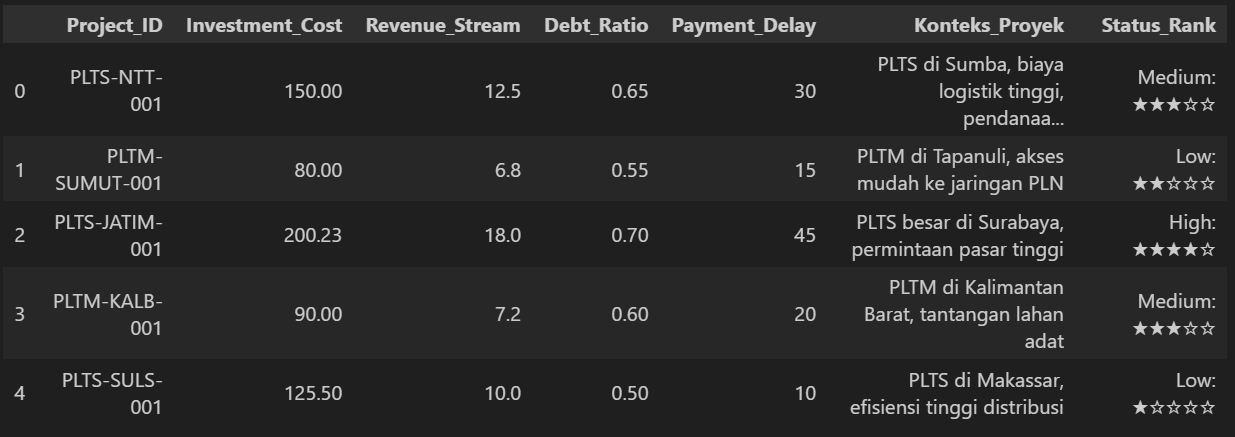 Project_ID Investment_Cost Revenue_Stream Debt_Ratio Payment_Delay Konteks_Proyek Status_Rank
0 PLTS-NTT-001 150.00 12.5 0.65 30 PLTS di Sumba, biaya logistik tinggi, pendanaa... Medium: ★★★☆☆
1 PLTM-SUMUT-001 80.00 6.8 0.55 15 PLTM di Tapanuli, akses mudah ke jaringan PLN Low: ★★☆☆☆
2 PLTS-JATIM-001 200.23 18.0 0.70 45 PLTS besar di Surabaya, permintaan pasar tinggi High: ★★★★☆
3 PLTM-KALB-001 90.00 7.2 0.60 20 PLTM di Kalimantan Barat, tantangan lahan adat Medium: ★★★☆☆
4 PLTS-SULS-001 125.50 10.0 0.50 10 PLTS di Makassar, efisiensi tinggi distribusi Low: ★☆☆☆☆